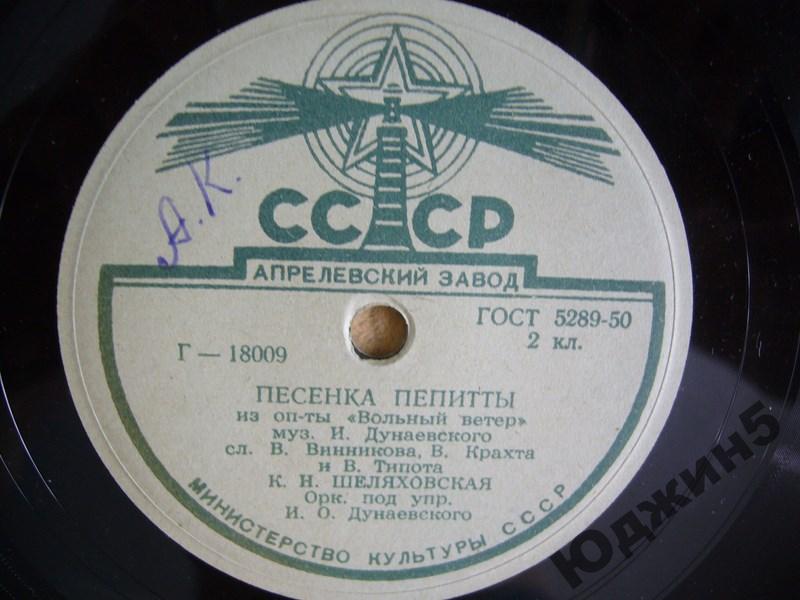 А. К.
СССР
АПРЕЛЕВСКИЙ ЗАВОД
ГОСТ 5289-50
2 кл.
Г — 18009
ПЕСЕНКА ПЕПИТТЫ
из оп-ты «Вольный ветер»
муз. И. Дунаевского
сл. В. Винникова, В. Крахта
и В. Типота
К. Н. ШЕЛЯХОВСКАЯ
Орк. под упр.
И. О. Дунаевского
МИНИСТЕРСТВО КУЛЬТУРЫ СССР
Юджин5